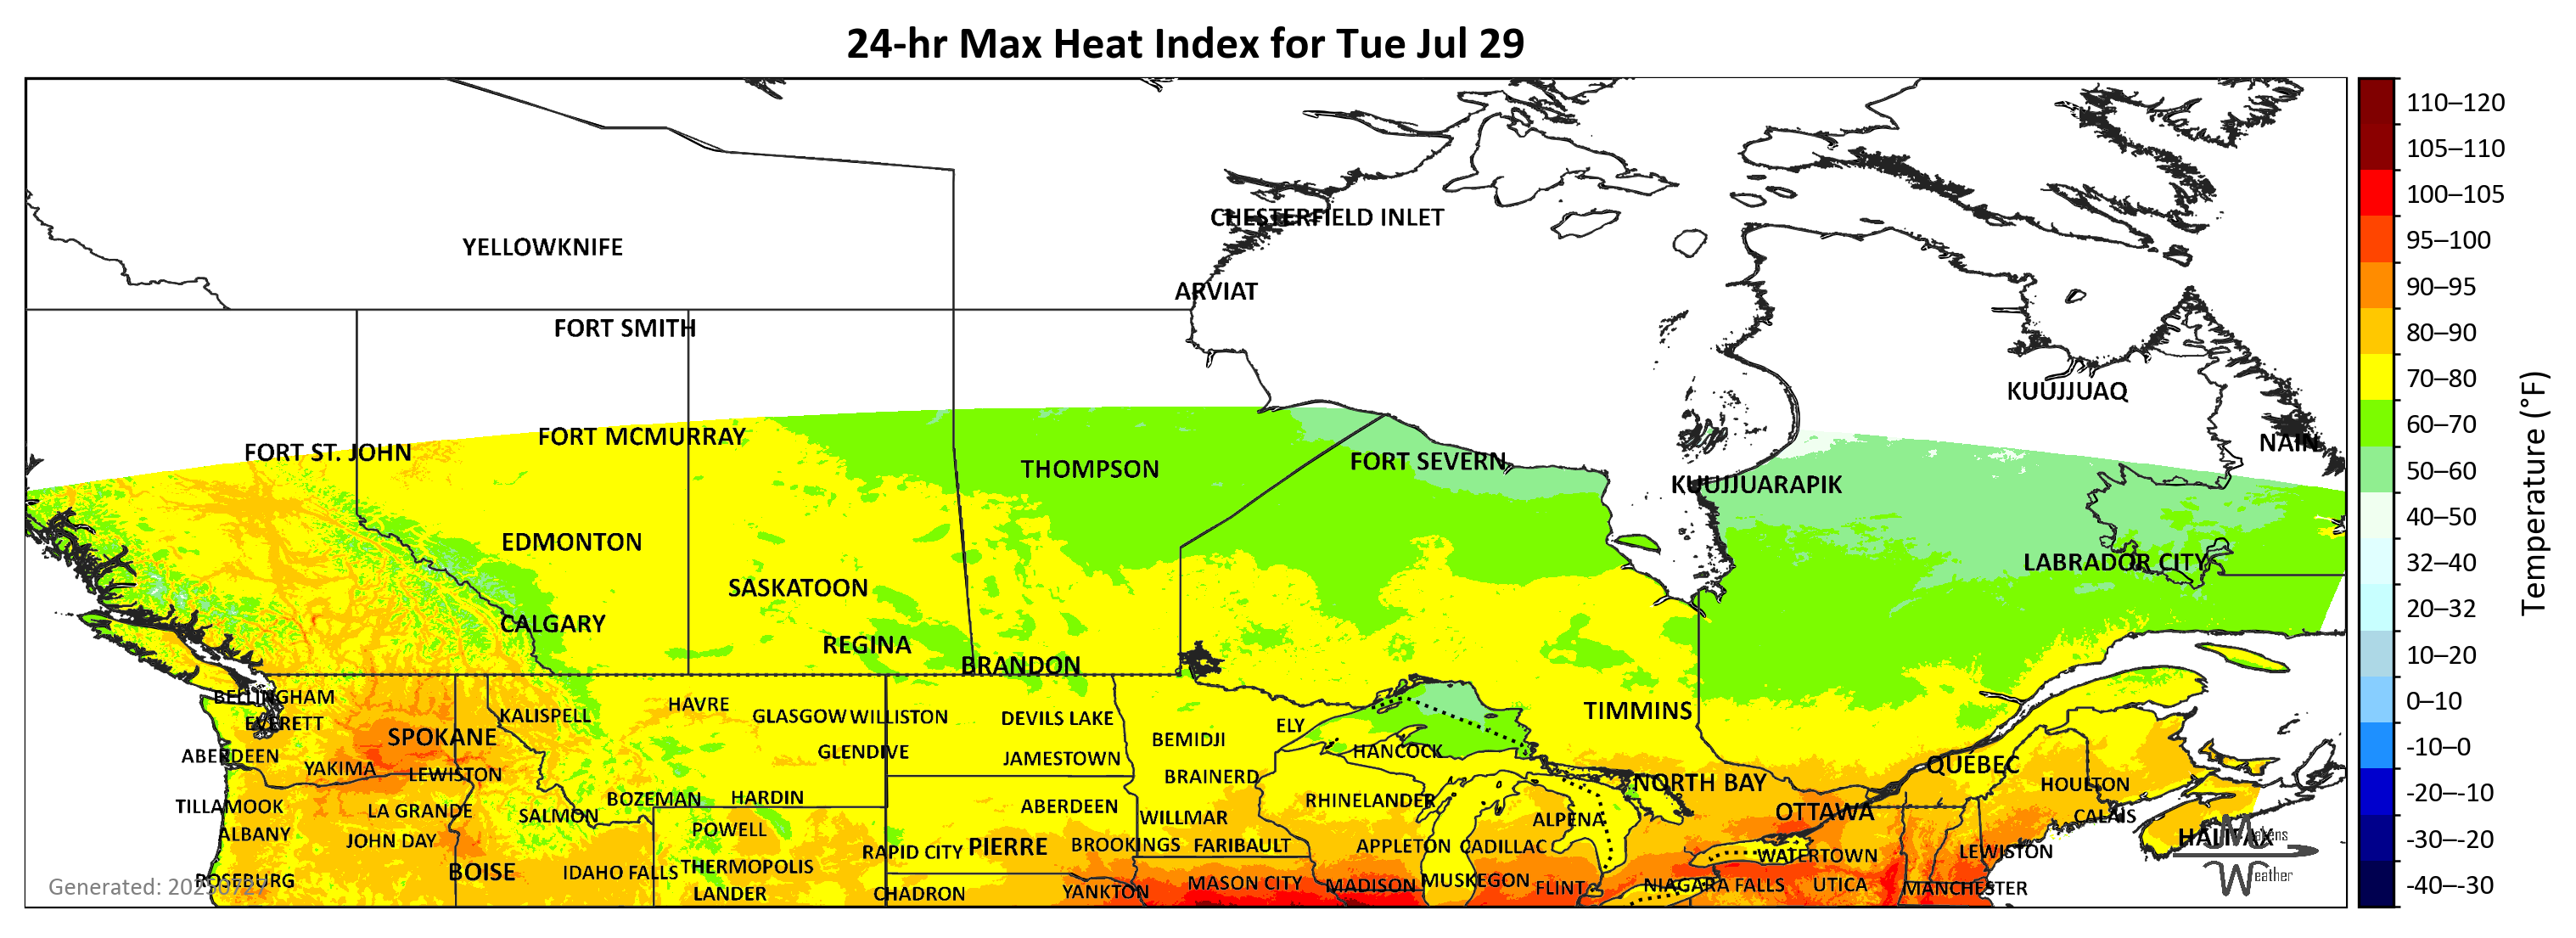 24-hr Max Heat Index for Tue Jul 29
CHESTERFIELD INLET
YELLOWKNIFE
ARVIAT
FORT SMITH
KUUJJUAQ
FORT MCMURRAY
NAIN
FORT ST. JOHN
FORT SEVERN
THOMPSON
KUUJJUARAPIK
EDMONTON
LABRADOR CITY
SASKATOON
CALGARY
REGINA
BRANDON
BELLINGHAM
HAVRE
TIMMINS
KALISPELL
GLASGOW WILLISTON
DEVILS LAKE
EVERETT
ELY
SPOKANE
BEMIDJI
HANCOCK
GLENDIVE
ABERDEEN
JAMESTOWN
QUÉBEC
YAKIMA
LEWISTON
BRAINERD
NORTH BAY
HOULTON
BOZEMAN
HARDIN
RHINELANDER
TILLAMOOK
ABERDEEN
LA GRANDE
OTTAWA
SALMON
CALAIS
WILLMAR
ALPENA
POWELL
ALBANY
HALIFAX
JOHN DAY
BROOKINGS
FARIBAULT
APPLETON
CADILLAC
PIERRE
RAPID CITY
LEWISTON
WATERTOWN
THERMOPOLIS
BOISE
IDAHO FALLS
ROSEBURG
MUSKEGON
MASON CITY
MADISON
NIAGARA FALLS
UTICA
FLINT
MANCHESTER
YANKTON
LANDER
CHADRON
Makens
Weather
110–120
105–110
100–105
95–100
90–95
80–90
70–80
60–70
50–60
40–50
32–40
20–32
10–20
0–10
-10–0
-20–-10
-30–-20
-40–-30
Temperature (°F)